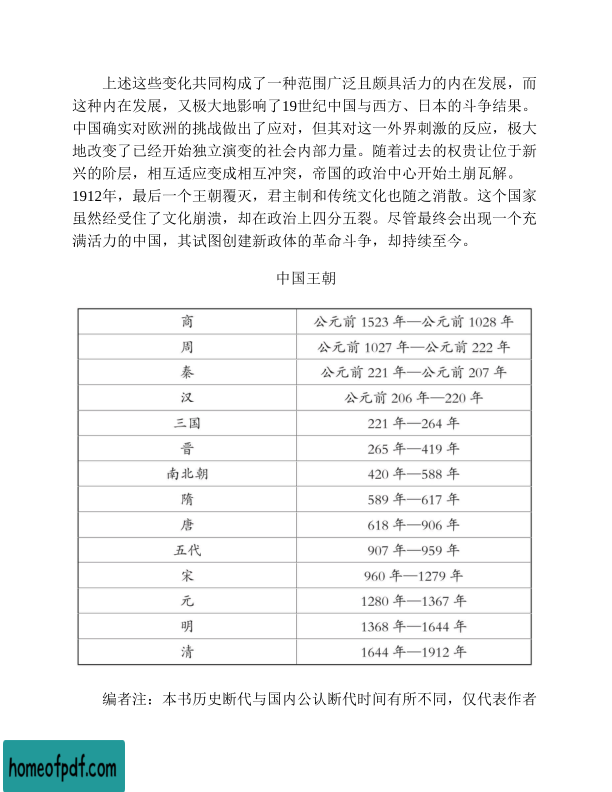 上述这些变化共同构成了一种范围广泛且颇具活力的内在发展，而
这种内在发展，又极大地影响了19世纪中国与西方、日本的斗争结果。
中国确实对欧洲的挑战做出了应对，但其对这一外界刺激的反应，极大
地改变了已经开始独立演变的社会内部力量。随着过去的权贵让位于新
兴的阶层，相互适应变成相互冲突，帝国的政治中心开始土崩瓦解。
1912年，最后一个王朝覆灭，君主制和传统文化也随之消散。这个国家
虽然经受住了文化崩溃，却在政治上四分五裂。尽管最终会出现一个充
满活力的中国，其试图创建新政体的革命斗争，却持续至今。
中国王朝
商 公元前 1523 年—公元前 1028 年
周 公元前 1027 年—公元前 222 年
秦 公元前 221 年—公元前 207 年
汉 公元前 206 年—220 年
三国 221 年—264 年
晋 265 年—419 年
南北朝 420 年—588 年
隋 589 年—617 年
唐 618 年—906 年
五代 907 年—959 年
宋 960 年—1279 年
元 1280 年—1367 年
明 1368 年—1644 年
清 1644 年—1912 年
编者注：本书历史断代与国内公认断代时间有所不同，仅代表作者
homeofpdf.com